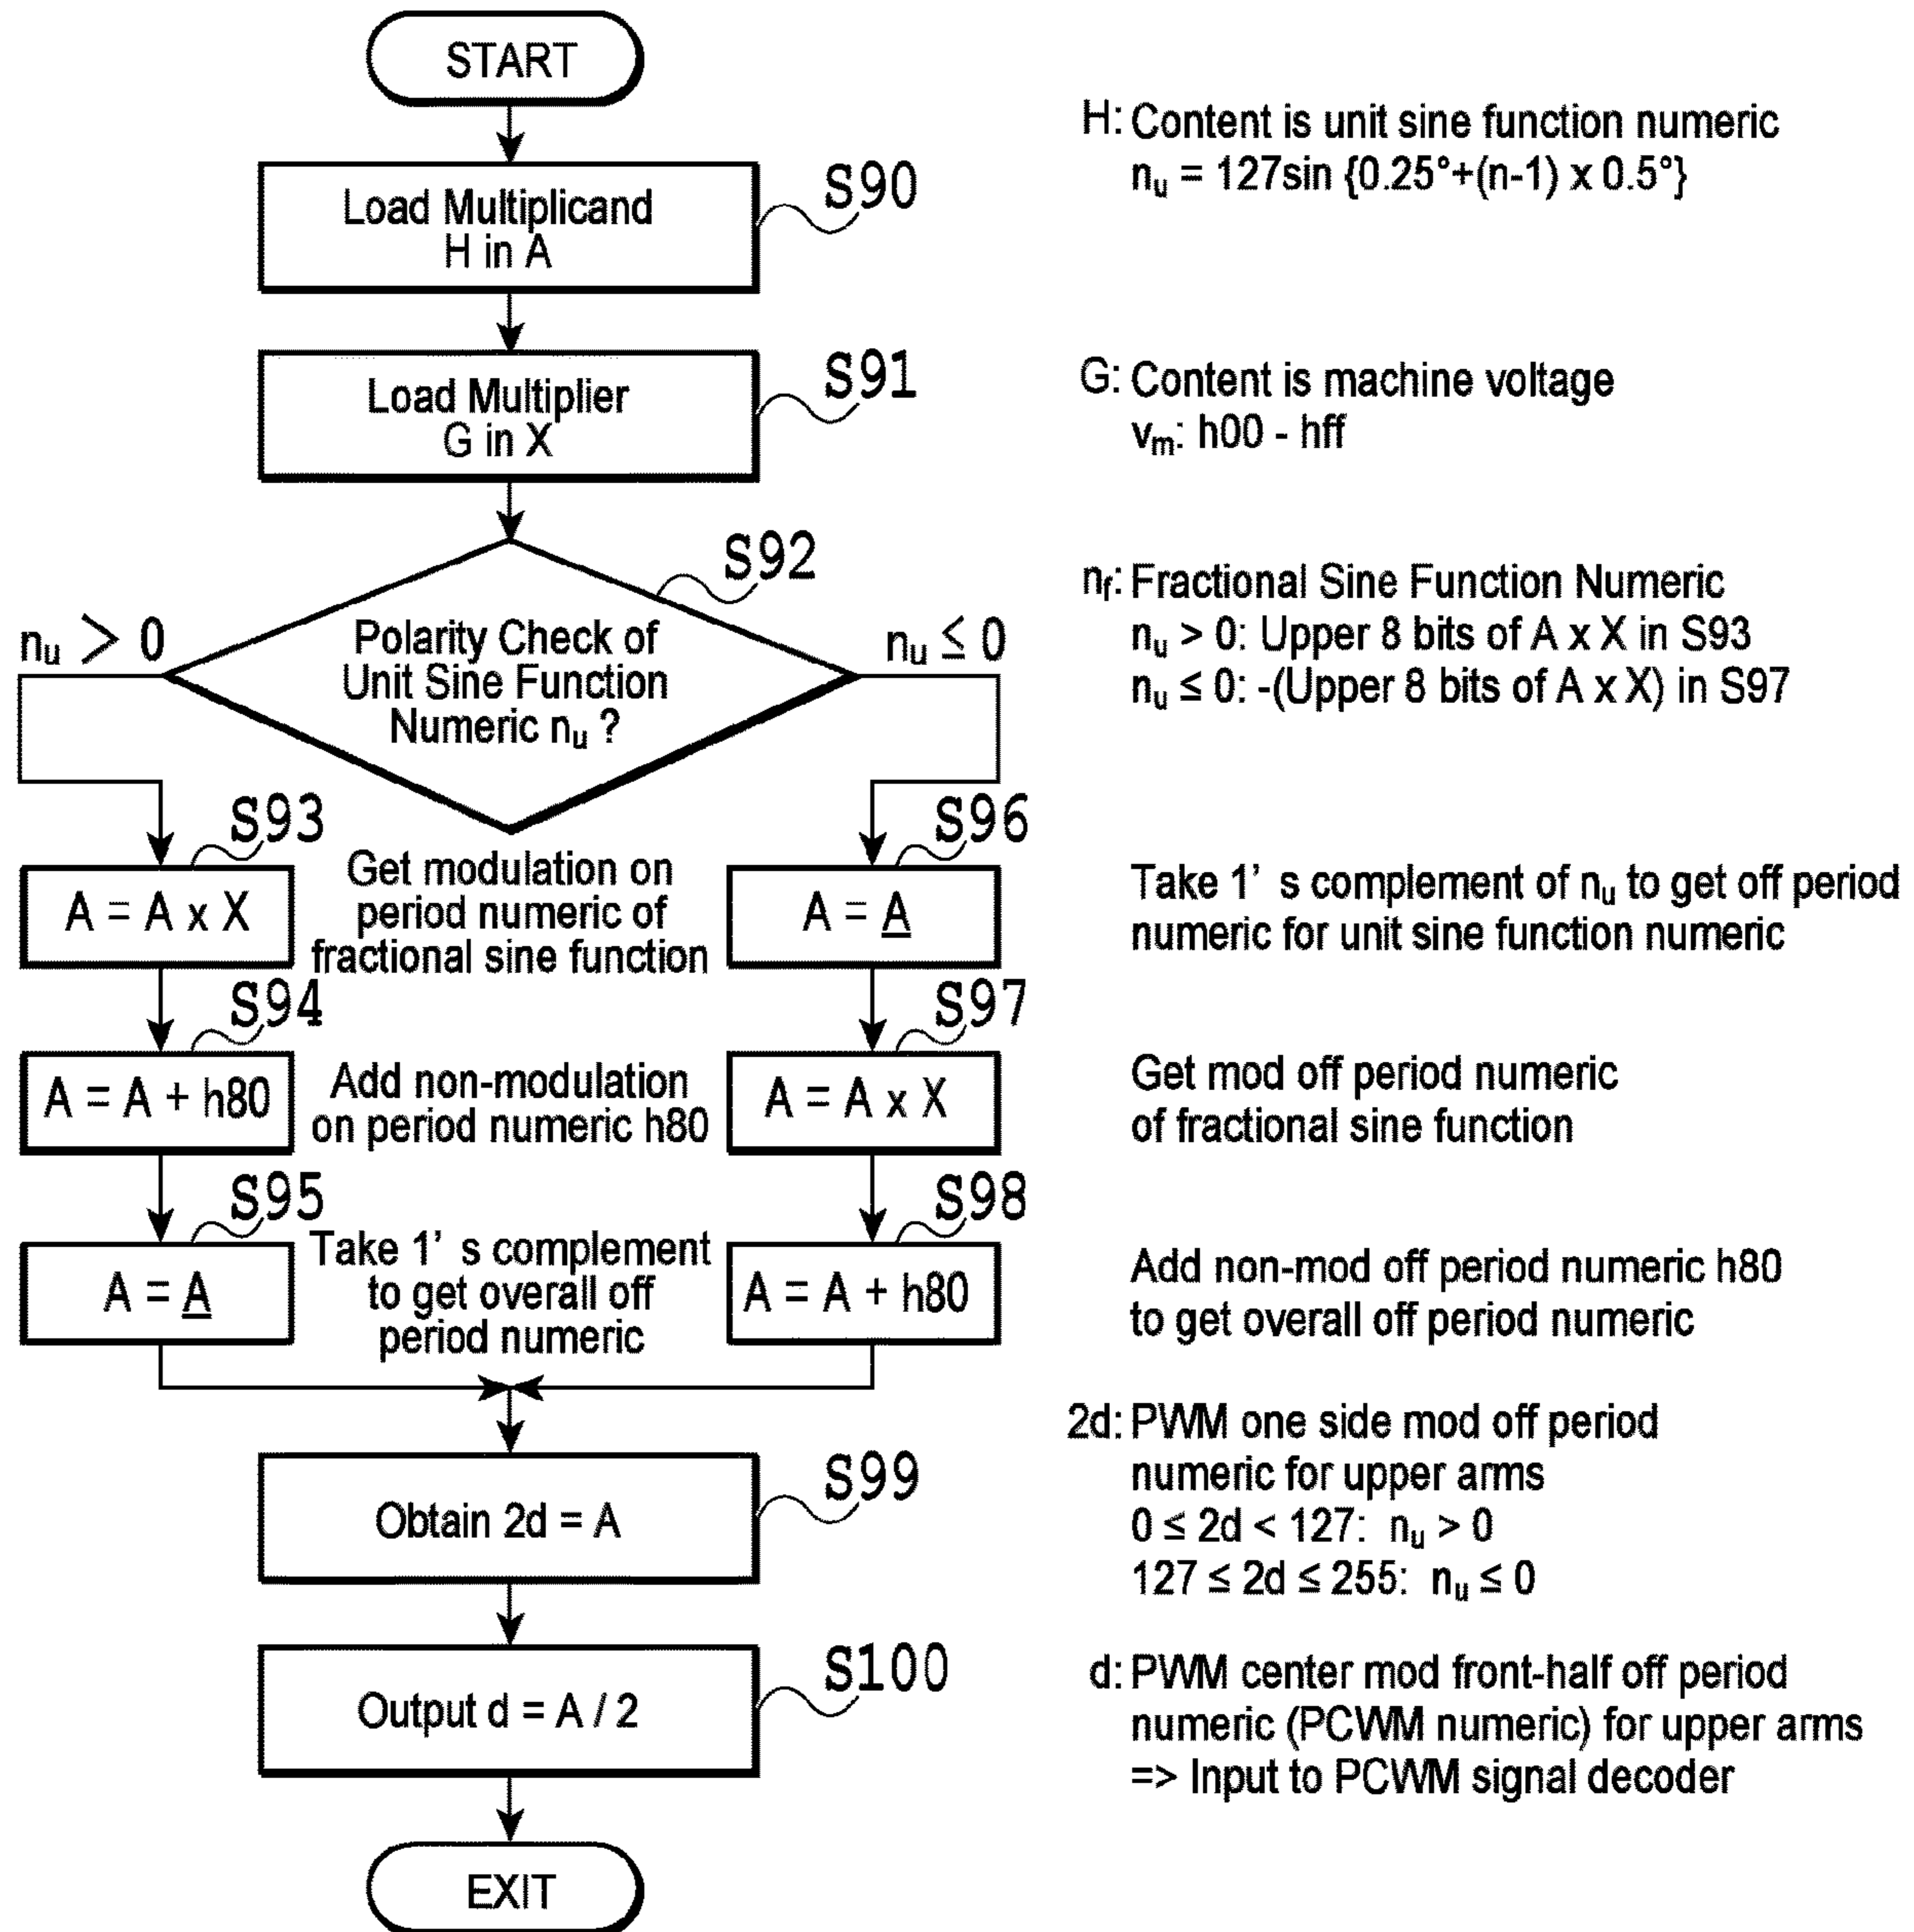 START
H: Content is unit sine function numeric
nᵤ = 127sin {0.25°+(n-1) x 0.5°}
S90
Load Multiplicand
H in A
S91
Load Multiplier
G in X
G: Content is machine voltage
vₘ: h00 - hff
S92
nᵤ > 0
Polarity Check of
Unit Sine Function
Numeric nᵤ ?
nᵤ ≤ 0
n_f: Fractional Sine Function Numeric
nᵤ > 0: Upper 8 bits of A x X in S93
nᵤ ≤ 0: -(Upper 8 bits of A x X) in S97
S93
A = A x X
Get modulation on
period numeric of
fractional sine function
S96
A = A̲
Take 1' s complement of nᵤ to get off period
numeric for unit sine function numeric
S94
A = A + h80
Add non-modulation
on period numeric h80
S97
A = A x X
Get mod off period numeric
of fractional sine function
S95
A = A̲
Take 1' s complement
to get overall off
period numeric
S98
A = A + h80
Add non-mod off period numeric h80
to get overall off period numeric
S99
Obtain 2d = A
2d: PWM one side mod off period
numeric for upper arms
0 ≤ 2d < 127: nᵤ > 0
127 ≤ 2d ≤ 255: nᵤ ≤ 0
S100
Output d = A / 2
d: PWM center mod front-half off period
numeric (PCWM numeric) for upper arms
=> Input to PCWM signal decoder
EXIT